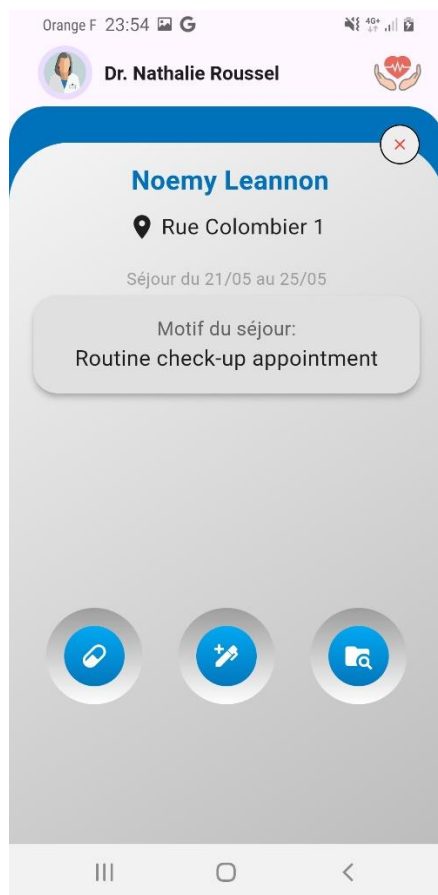 Orange F 23:54 G 4G+
Dr. Nathalie Roussel
Noemy Leannon
Rue Colombier 1
Séjour du 21/05 au 25/05
Motif du séjour:
Routine check-up appointment